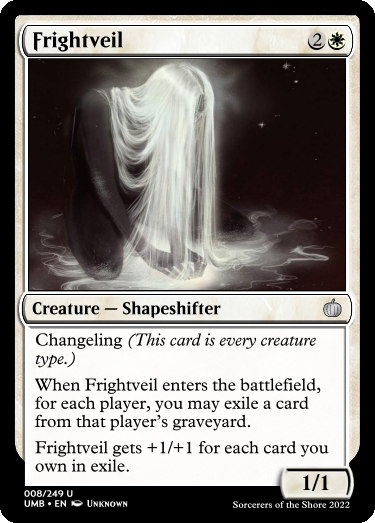 Frightveil 2
Creature — Shapeshifter
Changeling (This card is every creature
type.)
When Frightveil enters the battlefield,
for each player, you may exile a card
from that player's graveyard.
Frightveil gets +1/+1 for each card you
own in exile.
1/1
008/249 U
UMB • EN Unknown
Sorcerers of the Shore 2022